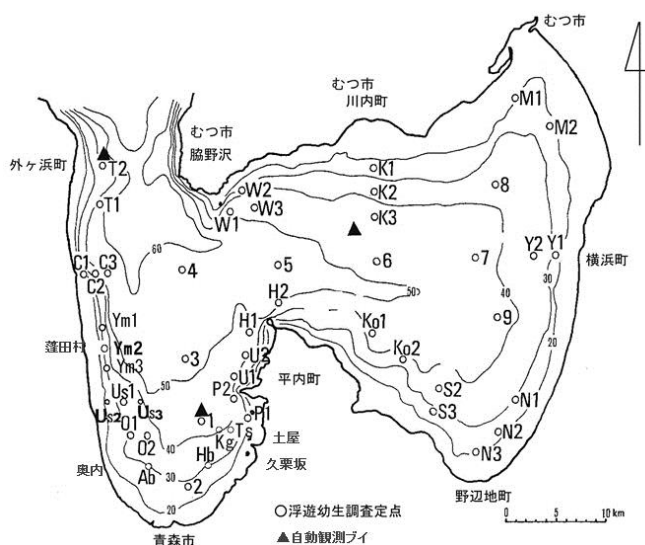 むつ市
むつ市
川内町
M1
M2
むつ市
脇野沢
外ヶ浜町
T2
T1
K1
K2
K3
8
W2
W3
W1
60
4
5
6
7
Y2
Y1
横浜町
C1
C3
C2
50
40
30
H2
9
20
Ym1
H1
Ko1
蓬田村
Ym2
3
U2
Ko2
Ym3
U1
平内町
S2
50
P2
Us1
Us2
Us3
1
P1
S3
N1
O1
O2
40
Kg
Ts
土屋
N2
奥内
Ab
30
Hb
久栗坂
N3
2
20
野辺地町
○浮遊幼生調査定点
▲自動観測ブイ
青森市
0
5
10 km